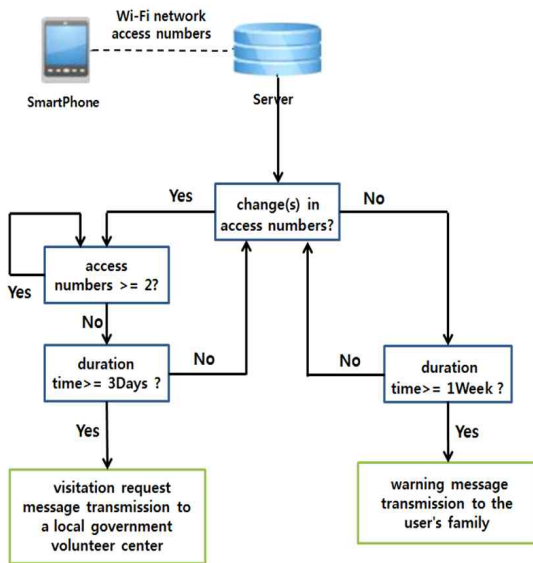 Wi-Fi network
access numbers
SmartPhone
Server
Yes
change(s) in
access numbers?
No
access
numbers >= 2?
Yes
No
duration
time>= 3Days ?
No
No
duration
time>= 1Week ?
Yes
Yes
visitation request
message transmission to
a local government
volunteer center
warning message
transmission to the
user's family